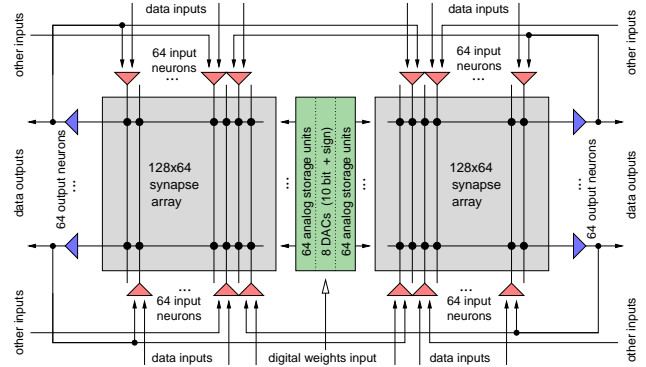 data inputs
data inputs
other inputs
other inputs
64 input
neurons
...
64 input
neurons
...
data outputs
64 output neurons
...
128x64
synapse
array
...
64 analog storage units
8 DACs (10 bit + sign)
64 analog storage units
...
128x64
synapse
array
...
64 output neurons
data outputs
...
64 input
neurons
...
64 input
neurons
other inputs
other inputs
data inputs
digital weights input
data inputs